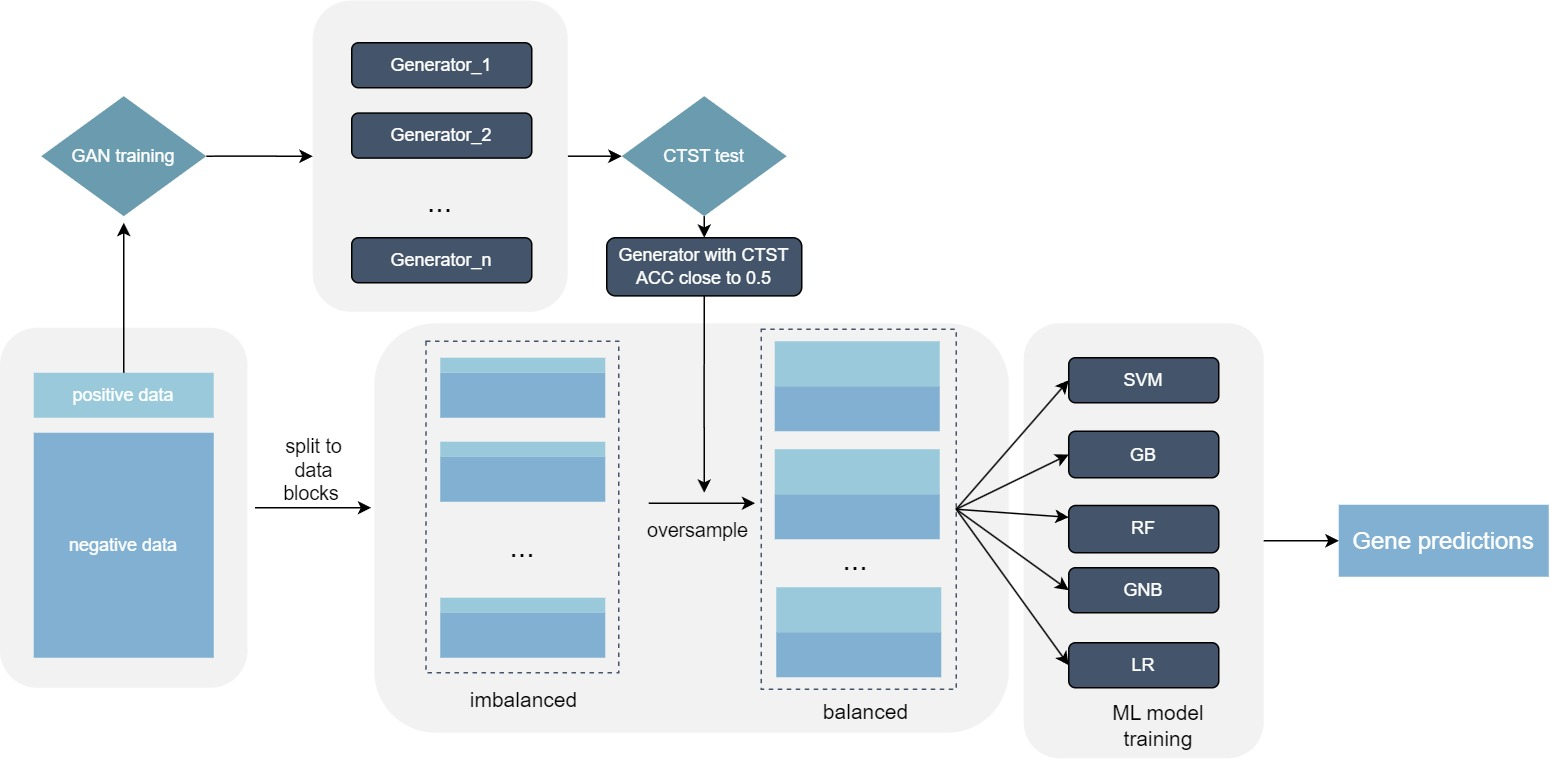 Generator_1
Generator_2
...
Generator_n
GAN training
CTST test
Generator with CTST
ACC close to 0.5
positive data
negative data
split to
data
blocks
...
imbalanced
oversample
...
balanced
SVM
GB
RF
GNB
LR
ML model
training
Gene predictions